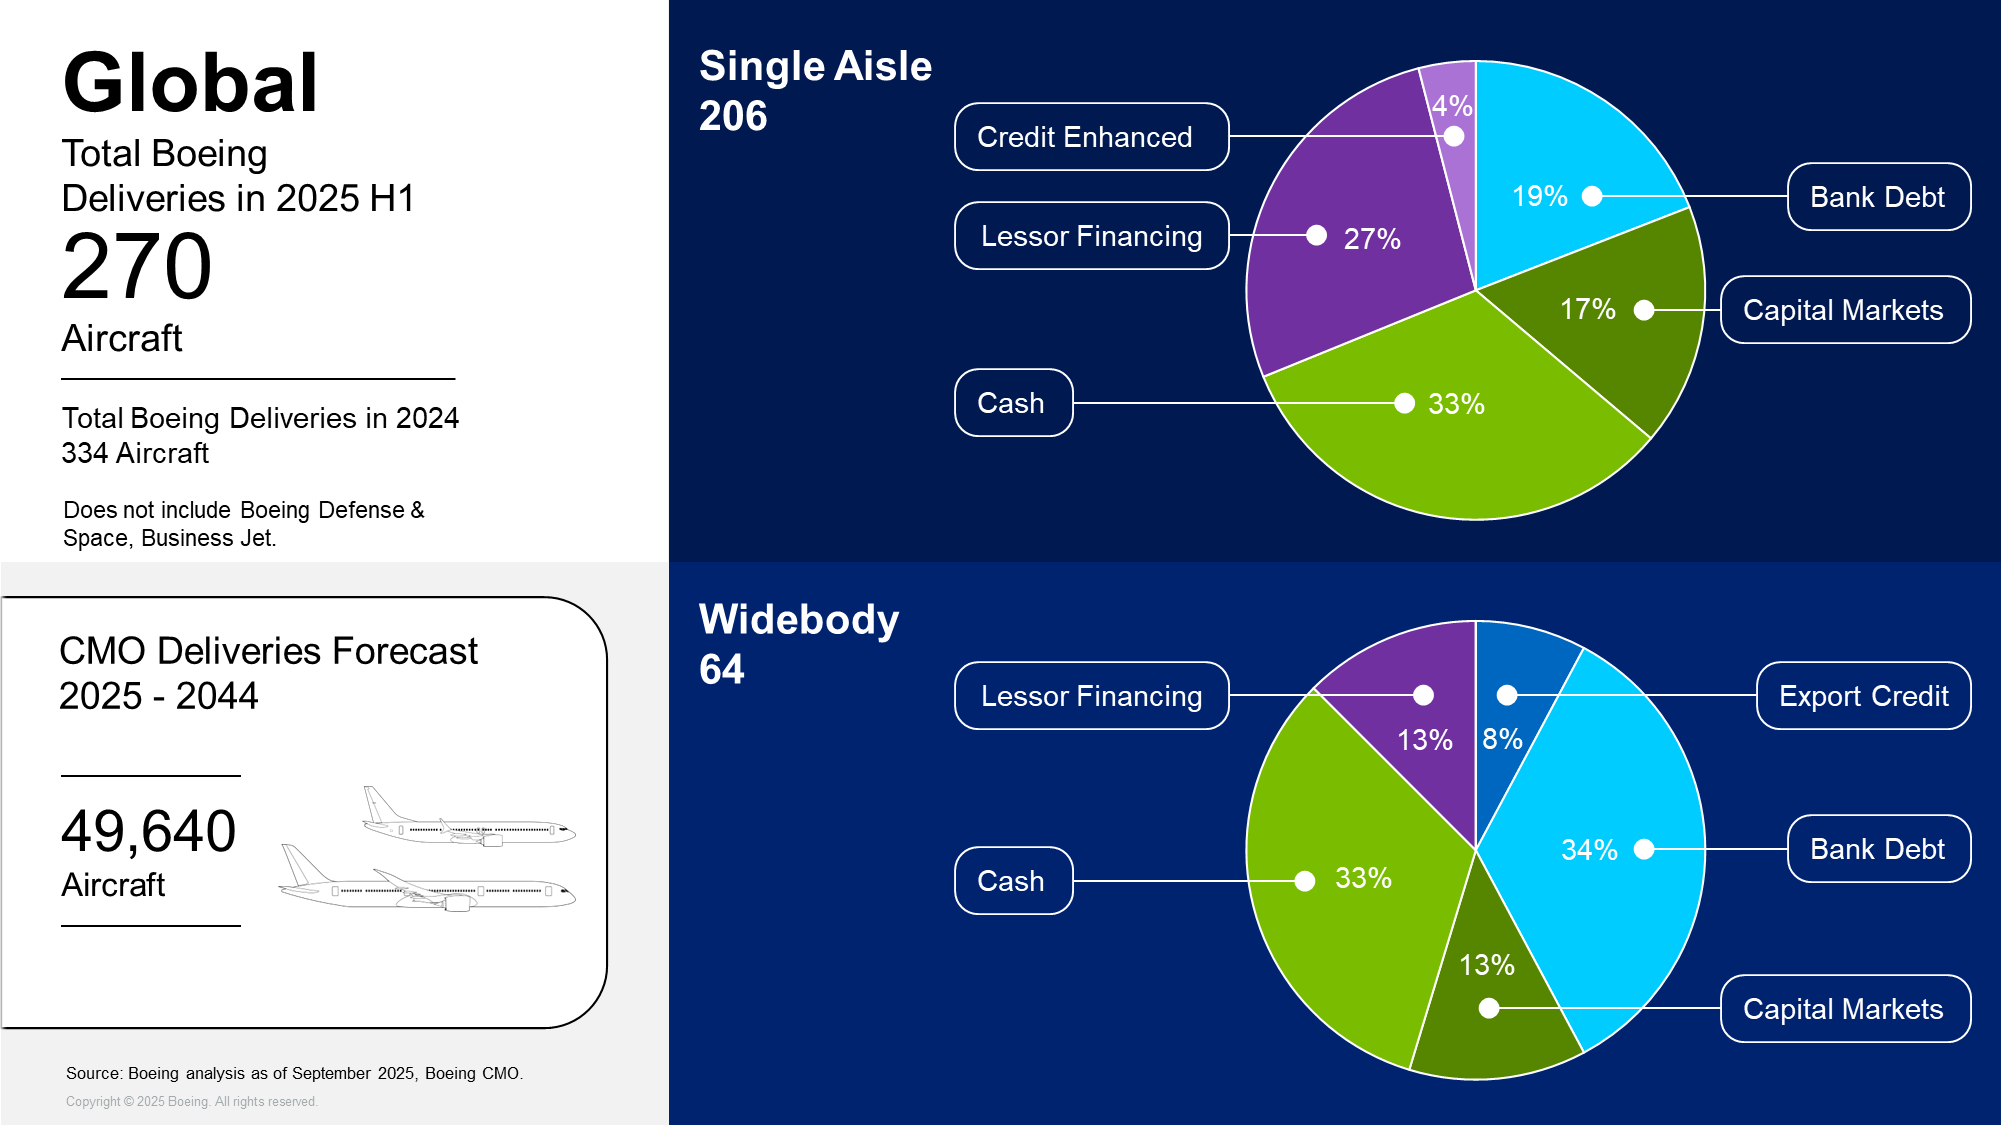 Global
Total Boeing
Deliveries in 2025 H1
270
Aircraft
Total Boeing Deliveries in 2024
334 Aircraft
Does not include Boeing Defense &
Space, Business Jet.
CMO Deliveries Forecast
2025 - 2044
49,640
Aircraft
Source: Boeing analysis as of September 2025, Boeing CMO.
Copyright © 2025 Boeing. All rights reserved.
Single Aisle
206
Credit Enhanced
4%
Bank Debt
19%
Lessor Financing
27%
Capital Markets
17%
Cash
33%
Widebody
64
Lessor Financing
13%
Export Credit
8%
Bank Debt
34%
Cash
33%
Capital Markets
13%